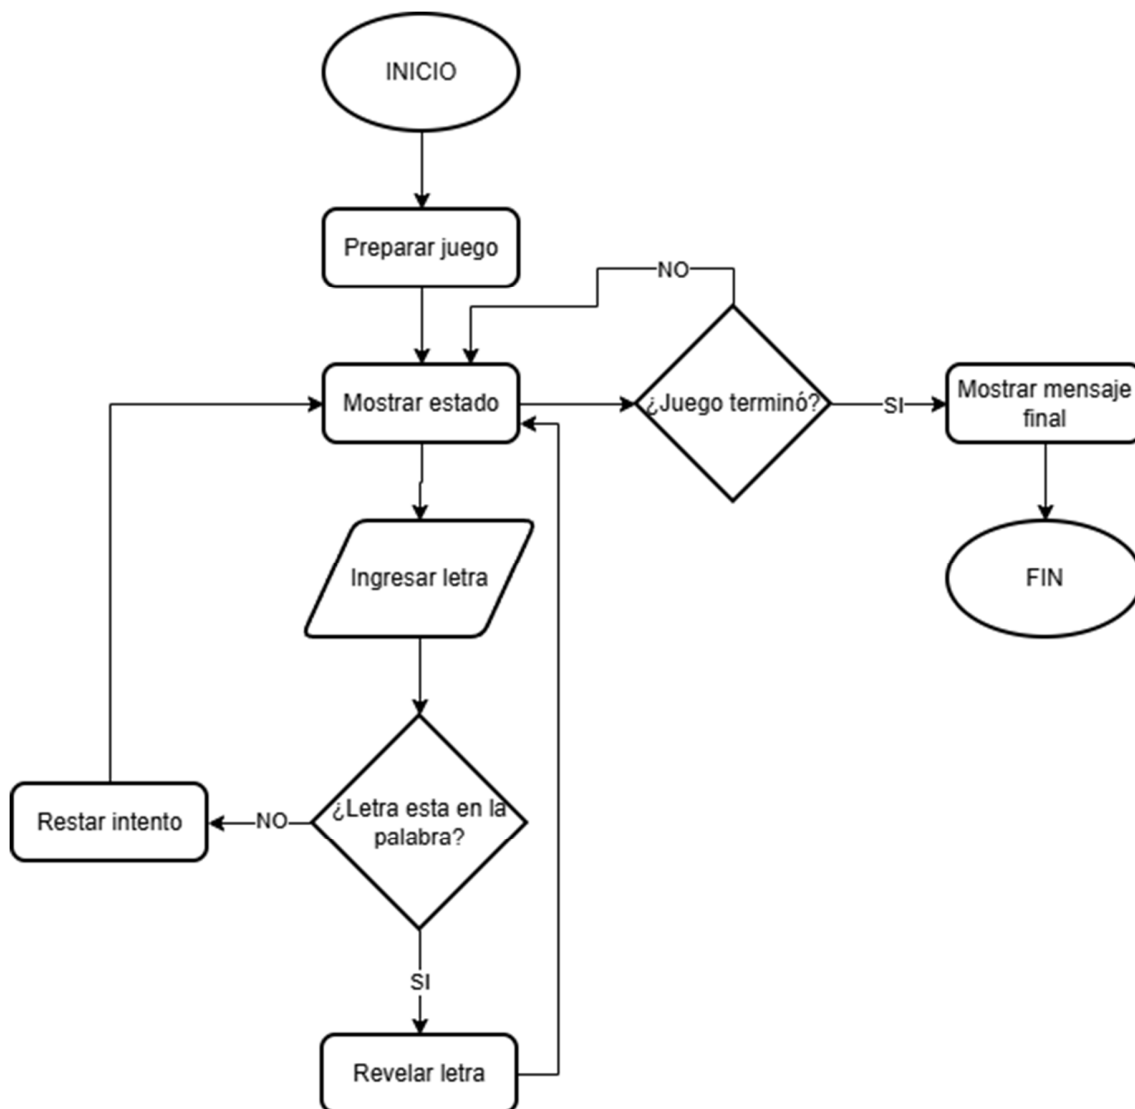 INICIO
Preparar juego
NO
Mostrar estado
¿Juego terminó?
SI
Mostrar mensaje
final
Ingresar letra
FIN
¿Letra esta en la
palabra?
NO
Restar intento
SI
Revelar letra